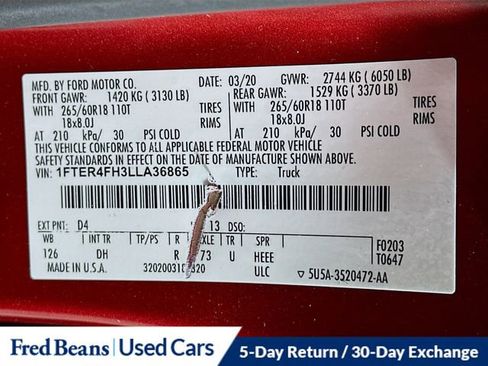 MFD. BY FORD MOTOR CO.
DATE: 03/20 GVWR: 2744 KG ( 6050 LB)
FRONT GAWR: 1420 KG ( 3130 LB) REAR GAWR: 1529 KG ( 3370 LB)
265/60R18 110T TIRES 265/60R18 110T TIRES
18x8.0J RIMS 18x8.0J RIMS
AT 210 kPa/ 30 PSI COLD AT 210 kPa/ 30 PSI COLD
THIS VEHICLE CONFORMS TO ALL APPLICABLE FEDERAL MOTOR VEHICLE
SAFETY STANDARDS IN EFFECT ON THE DATE OF MANUFACTURE SHOWN ABOVE.
VIN: 1FTER4FH3LLA36865 TYPE: Truck
EXT PNT: D4 13 DSO:
WB INT TR TP/PS R AXLE TR SPR F0203
126 DH R 73 U HEEE T0647
MADE IN U.S.A. ULC 5U5A-3520472-AA
Fred Beans Used Cars 5-Day Return / 30-Day Exchange